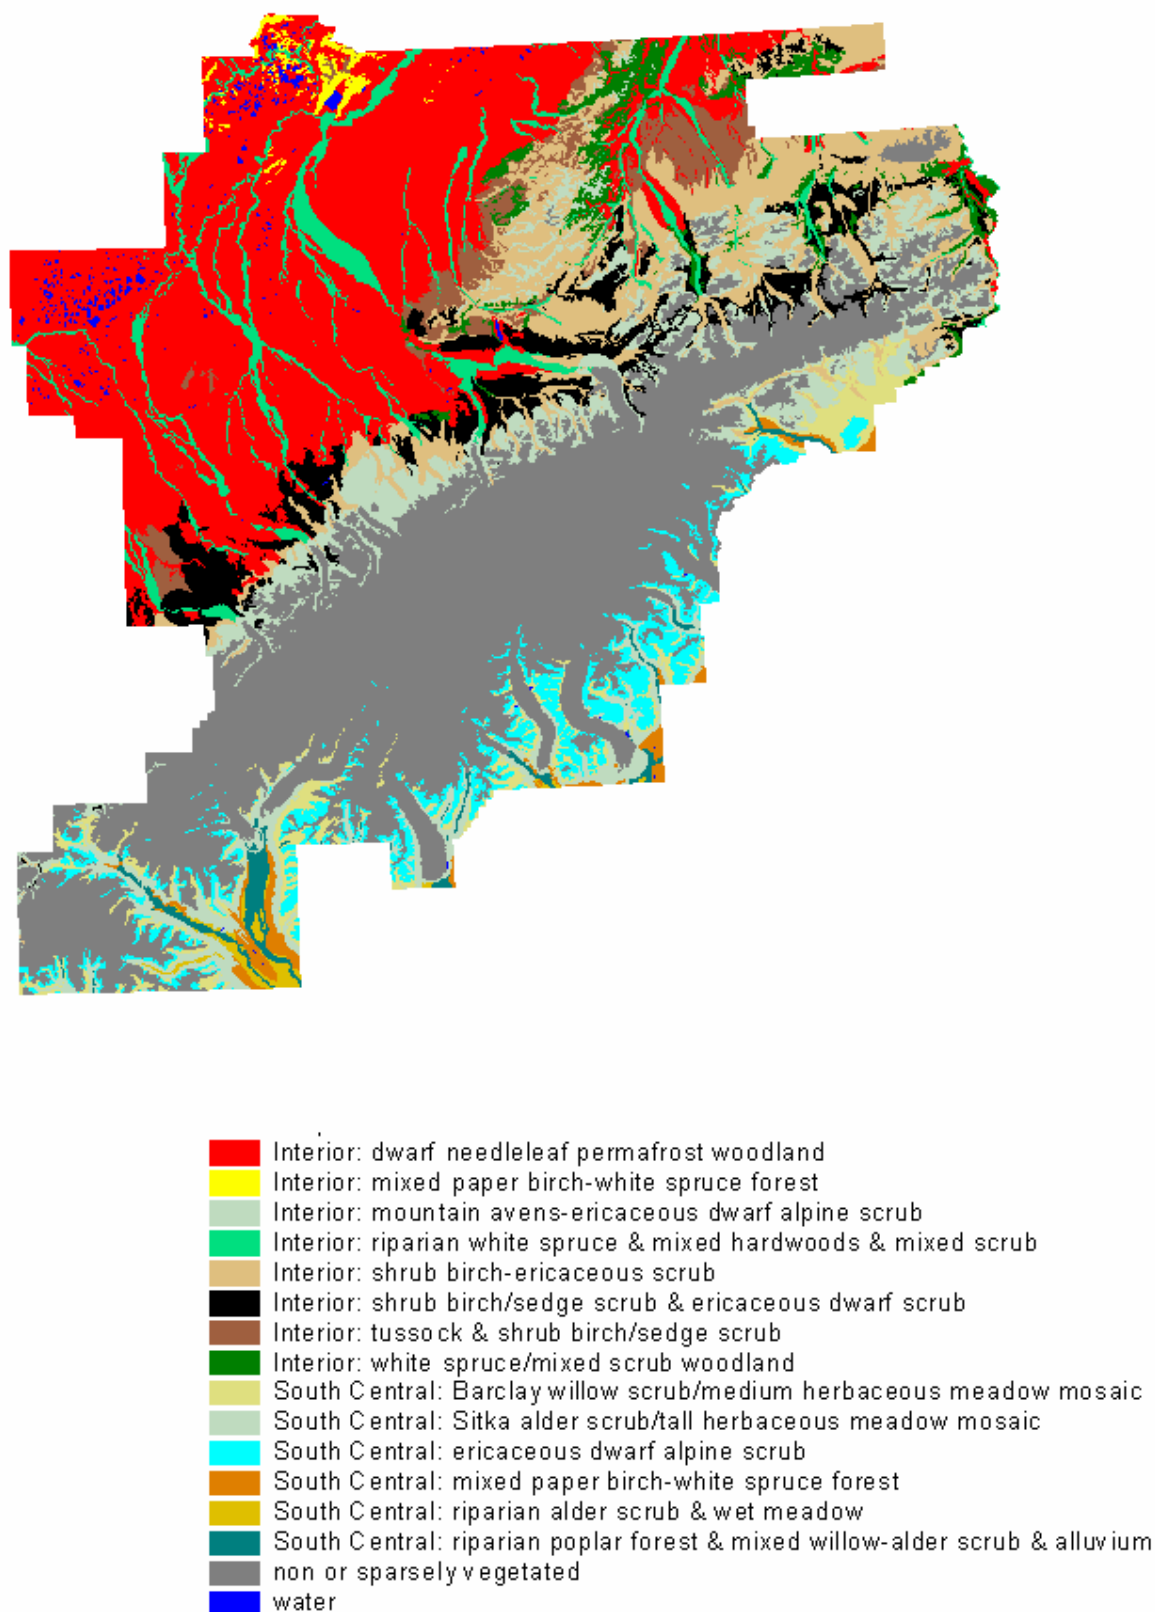 Interior: dwarf needleleaf permafrost woodland
Interior: mixed paper birch-white spruce forest
Interior: mountain avens-ericaceous dwarf alpine scrub
Interior: riparian white spruce & mixed hardwoods & mixed scrub
Interior: shrub birch-ericaceous scrub
Interior: shrub birch/sedge scrub & ericaceous dwarf scrub
Interior: tussock & shrub birch/sedge scrub
Interior: white spruce/mixed scrub woodland
South Central: Barclay willow scrub/medium herbaceous meadow mosaic
South Central: Sitka alder scrub/tall herbaceous meadow mosaic
South Central: ericaceous dwarf alpine scrub
South Central: mixed paper birch-white spruce forest
South Central: riparian alder scrub & wet meadow
South Central: riparian poplar forest & mixed willow-alder scrub & alluvium
non or sparsely vegetated
water